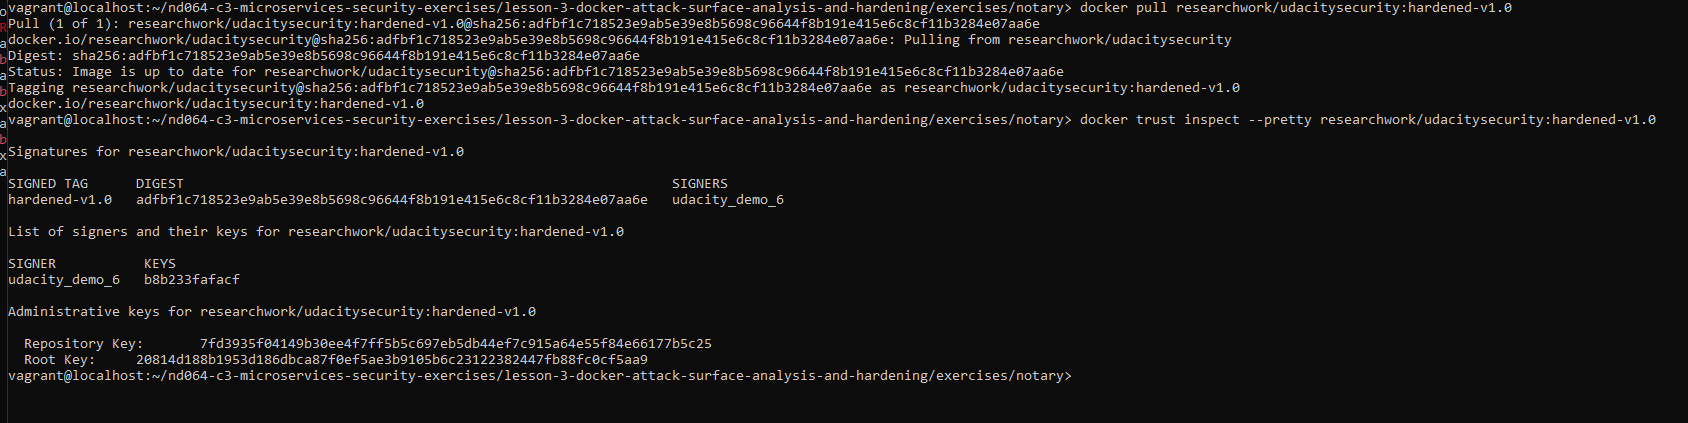 vagrant@localhost:~/nd064-c3-microservices-security-exercises/lesson-3-docker-attack-surface-analysis-and-hardening/exercises/notary> docker pull researchwork/udacitysecurity:hardened-v1.0
Pull (1 of 1): researchwork/udacitysecurity:hardened-v1.0@sha256:adfbf1c718523e9ab5e39e8b5698c96644f8b191e415e6c8cf11b3284e07aa6e
docker.io/researchwork/udacitysecurity@sha256:adfbf1c718523e9ab5e39e8b5698c96644f8b191e415e6c8cf11b3284e07aa6e: Pulling from researchwork/udacitysecurity
Digest: sha256:adfbf1c718523e9ab5e39e8b5698c96644f8b191e415e6c8cf11b3284e07aa6e
Status: Image is up to date for researchwork/udacitysecurity@sha256:adfbf1c718523e9ab5e39e8b5698c96644f8b191e415e6c8cf11b3284e07aa6e
Tagging researchwork/udacitysecurity@sha256:adfbf1c718523e9ab5e39e8b5698c96644f8b191e415e6c8cf11b3284e07aa6e as researchwork/udacitysecurity:hardened-v1.0
docker.io/researchwork/udacitysecurity:hardened-v1.0
vagrant@localhost:~/nd064-c3-microservices-security-exercises/lesson-3-docker-attack-surface-analysis-and-hardening/exercises/notary> docker trust inspect --pretty researchwork/udacitysecurity:hardened-v1.0
Signatures for researchwork/udacitysecurity:hardened-v1.0
SIGNED TAG DIGEST SIGNERS
hardened-v1.0 adfbf1c718523e9ab5e39e8b5698c96644f8b191e415e6c8cf11b3284e07aa6e udacity_demo_6
List of signers and their keys for researchwork/udacitysecurity:hardened-v1.0
SIGNER KEYS
udacity_demo_6 b8b233fafacf
Administrative keys for researchwork/udacitysecurity:hardened-v1.0
Repository Key: 7fd3935f04149b30ee4f7ff5b5c697eb5db44ef7c915a64e55f84e66177b5c25
Root Key: 20814d188b1953d186dbca87f0ef5ae3b9105b6c23122382447fb88fc0cf5aa9
vagrant@localhost:~/nd064-c3-microservices-security-exercises/lesson-3-docker-attack-surface-analysis-and-hardening/exercises/notary>